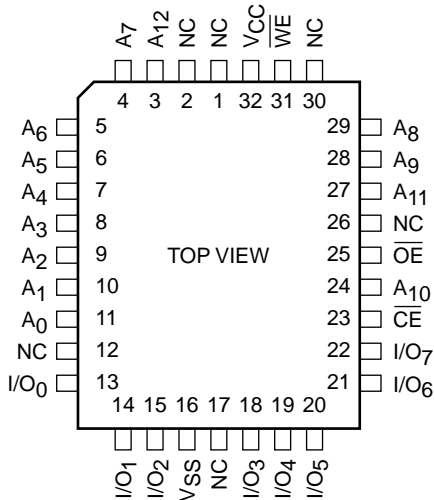 A7 A12 NC NC VCC W̅E̅ NC
4 3 2 1 32 31 30
A6 5 29 A8
A5 6 28 A9
A4 7 27 A11
A3 8 26 NC
A2 9 TOP VIEW 25 O̅E̅
A1 10 24 A10
A0 11 23 C̅E̅
NC 12 22 I/O7
I/O0 13 21 I/O6
14 15 16 17 18 19 20
I/O1 I/O2 VSS NC I/O3 I/O4 I/O5